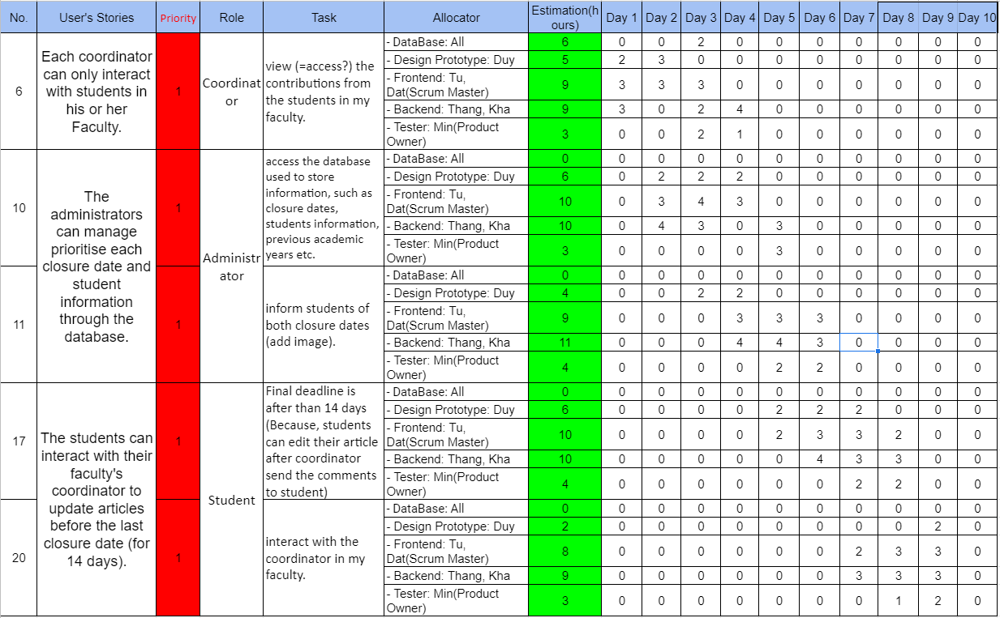 No. User's Stories Priority Role Task Allocator Estimation(h ours) Day 1 Day 2 Day 3 Day 4 Day 5 Day 6 Day 7 Day 8 Day 9 Day 10
6
Each coordinator
can only interact
with students in
his or her
Faculty.
1
Coordinat
or
view (=access?) the
contributions from
the students in my
faculty.
- DataBase: All 6 0 0 2 0 0 0 0 0 0 0
- Design Prototype: Duy 5 2 3 0 0 0 0 0 0 0 0
- Frontend: Tu,
Dat(Scrum Master) 9 3 3 3 0 0 0 0 0 0 0
- Backend: Thang, Kha 9 3 0 2 4 0 0 0 0 0 0
- Tester: Min(Product
Owner) 3 0 0 2 1 0 0 0 0 0 0
10
The
administrators
can manage
prioritise each
closure date and
student
information
through the
database.
1
Administr
ator
access the database
used to store
information, such as
closure dates,
students information,
previous academic
years etc.
- DataBase: All 0 0 0 0 0 0 0 0 0 0 0
- Design Prototype: Duy 6 0 2 2 2 0 0 0 0 0 0
- Frontend: Tu,
Dat(Scrum Master) 10 0 3 4 3 0 0 0 0 0 0
- Backend: Thang, Kha 10 0 4 3 0 3 0 0 0 0 0
- Tester: Min(Product
Owner) 3 0 0 0 0 3 0 0 0 0 0
11
1
inform students of
both closure dates
(add image).
- DataBase: All 0 0 0 0 0 0 0 0 0 0 0
- Design Prototype: Duy 4 0 0 2 2 0 0 0 0 0 0
- Frontend: Tu,
Dat(Scrum Master) 9 0 0 0 3 3 3 0 0 0 0
- Backend: Thang, Kha 11 0 0 0 4 4 3 0 0 0 0
- Tester: Min(Product
Owner) 4 0 0 0 0 2 2 0 0 0 0
17
The students can
interact with their
faculty's
coordinator to
update articles
before the last
closure date (for
14 days).
1
Student
Final deadline is
after than 14 days
(Because, students
can edit their article
after coordinator
send the comments
to student)
- DataBase: All 0 0 0 0 0 0 0 0 0 0 0
- Design Prototype: Duy 6 0 0 0 0 2 2 2 0 0 0
- Frontend: Tu,
Dat(Scrum Master) 10 0 0 0 0 2 3 3 2 0 0
- Backend: Thang, Kha 10 0 0 0 0 0 4 3 3 0 0
- Tester: Min(Product
Owner) 4 0 0 0 0 0 0 2 2 0 0
20
1
interact with the
coordinator in my
faculty.
- DataBase: All 0 0 0 0 0 0 0 0 0 0 0
- Design Prototype: Duy 2 0 0 0 0 0 0 0 0 2 0
- Frontend: Tu,
Dat(Scrum Master) 8 0 0 0 0 0 0 2 3 3 0
- Backend: Thang, Kha 9 0 0 0 0 0 0 3 3 3 0
- Tester: Min(Product
Owner) 3 0 0 0 0 0 0 0 1 2 0